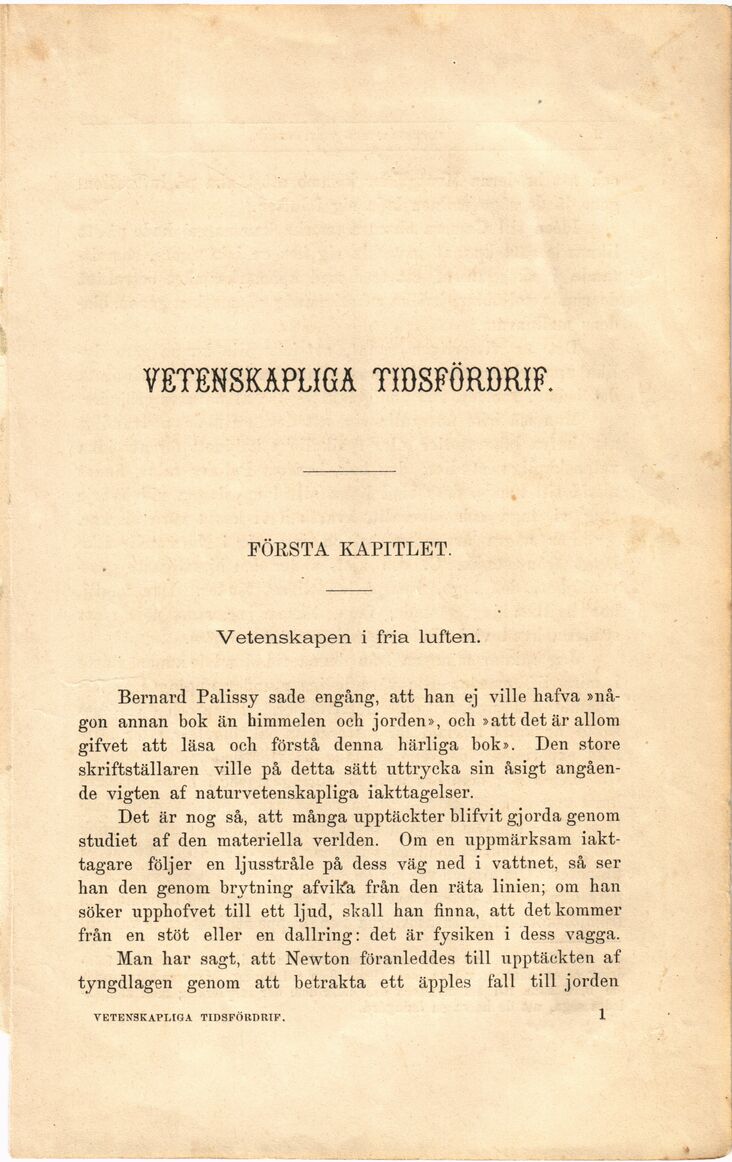 VETENSKAPLIGA TIDSFÖRDRIF.
FÖRSTA KAPITLET.
Vetenskapen i fria luften.
Bernard Palissy sade engång, att han ej ville hafva »nå-
gon annan bok än himmelen och jorden», och »att det är allom
gifvet att läsa och förstå denna härliga bok». Den store
skriftställaren ville på detta sätt uttrycka sin åsigt angåen-
de vigten af naturvetenskapliga iakttagelser.
Det är nog så, att många upptäckter blifvit gjorda genom
studiet af den materiella verlden. Om en uppmärksam iakt-
tagare följer en ljusstråle på dess väg ned i vattnet, så ser
han den genom brytning afvika från den räta linien; om han
söker upphofvet till ett ljud, skall han finna, att det kommer
från en stöt eller en dallring: det är fysiken i dess vagga.
Man har sagt, att Newton föranleddes till upptäckten af
tyngdlagen genom att betrakta ett äpples fall till jorden
VETENSKAPLIGA TIDSFÖRDRIF. 1